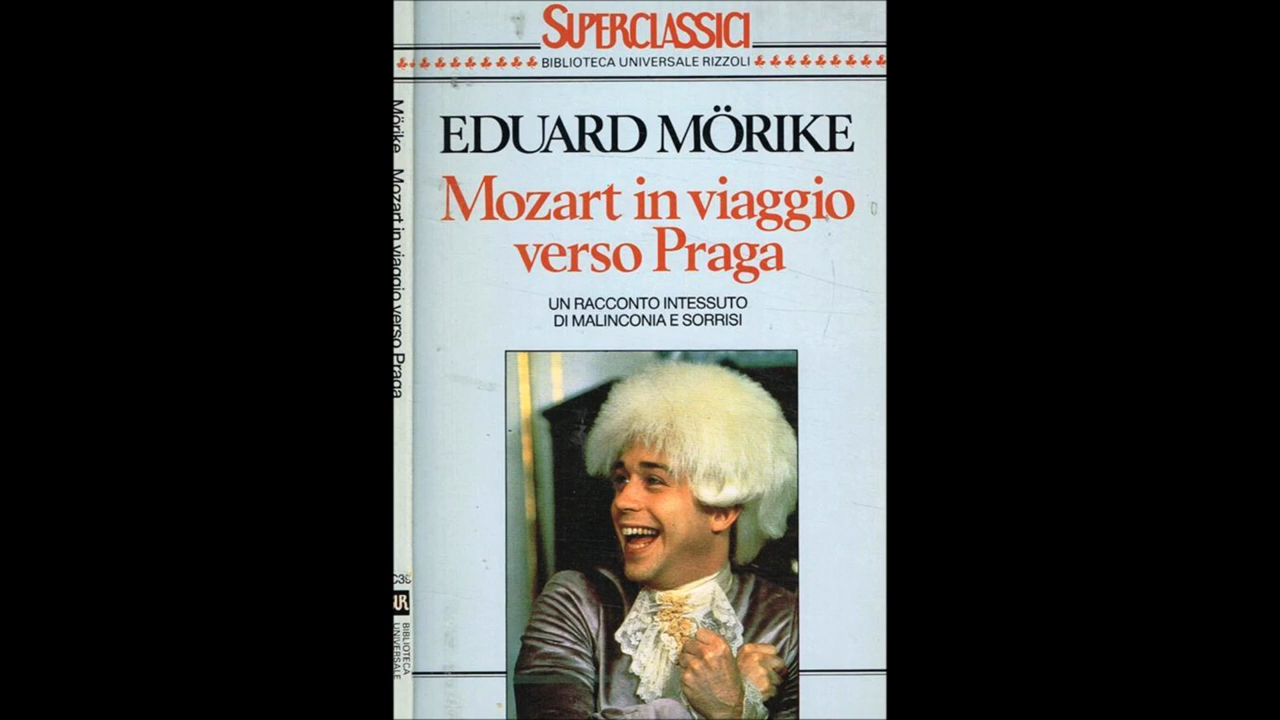 SUPERCLASSICI
BIBLIOTECA UNIVERSALE RIZZOLI
EDUARD MÖRIKE
Mozart in viaggio
verso Praga
UN RACCONTO INTESSUTO
DI MALINCONIA E SORRISI
Mörike Mozart in viaggio verso Praga
BIBLIOTECA
UNIVERSALE